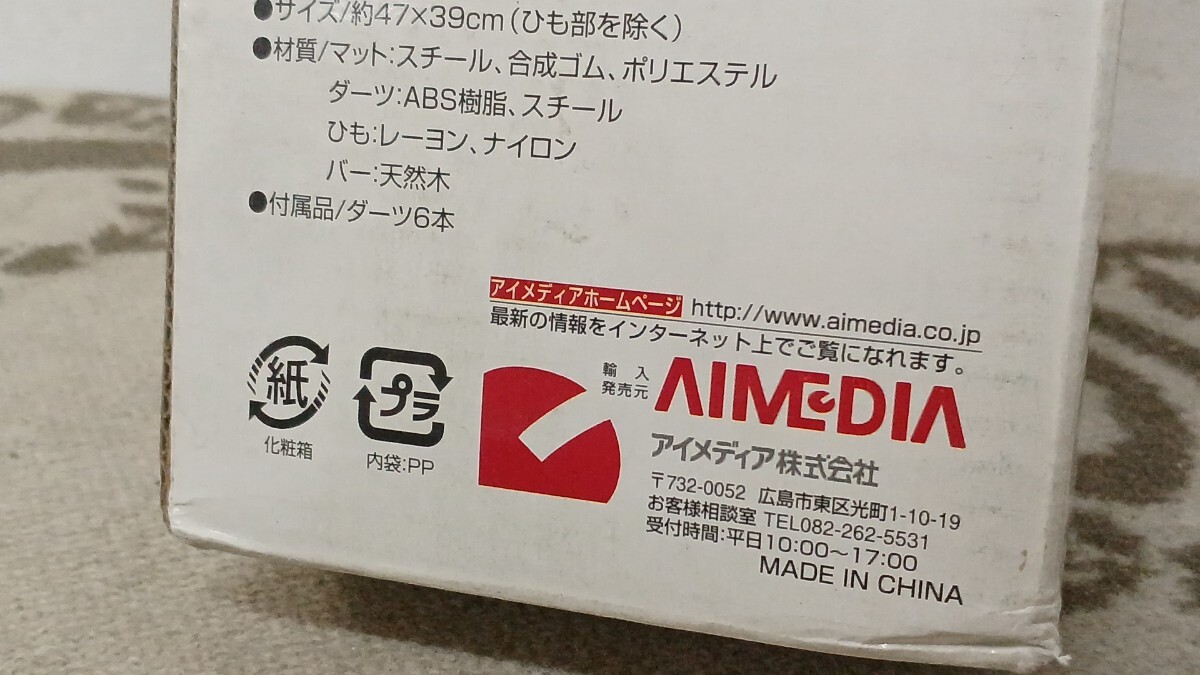 ●サイズ/約47×39cm(ひも部を除く)
●材質/マット:スチール、合成ゴム、ポリエステル
ダーツ:ABS樹脂、スチール
ひも:レーヨン、ナイロン
バー:天然木
●付属品/ダーツ6本
アイメディアホームページ http://www.aimedia.co.jp
最新の情報をインターネット上でご覧になれます。
紙
化粧箱
プラ
内袋:PP
輸入
発売元
AIMEDIA
アイメディア株式会社
〒732-0052 広島市東区光町1-10-19
お客様相談室 TEL082-262-5531
受付時間:平日10:00～17:00
MADE IN CHINA